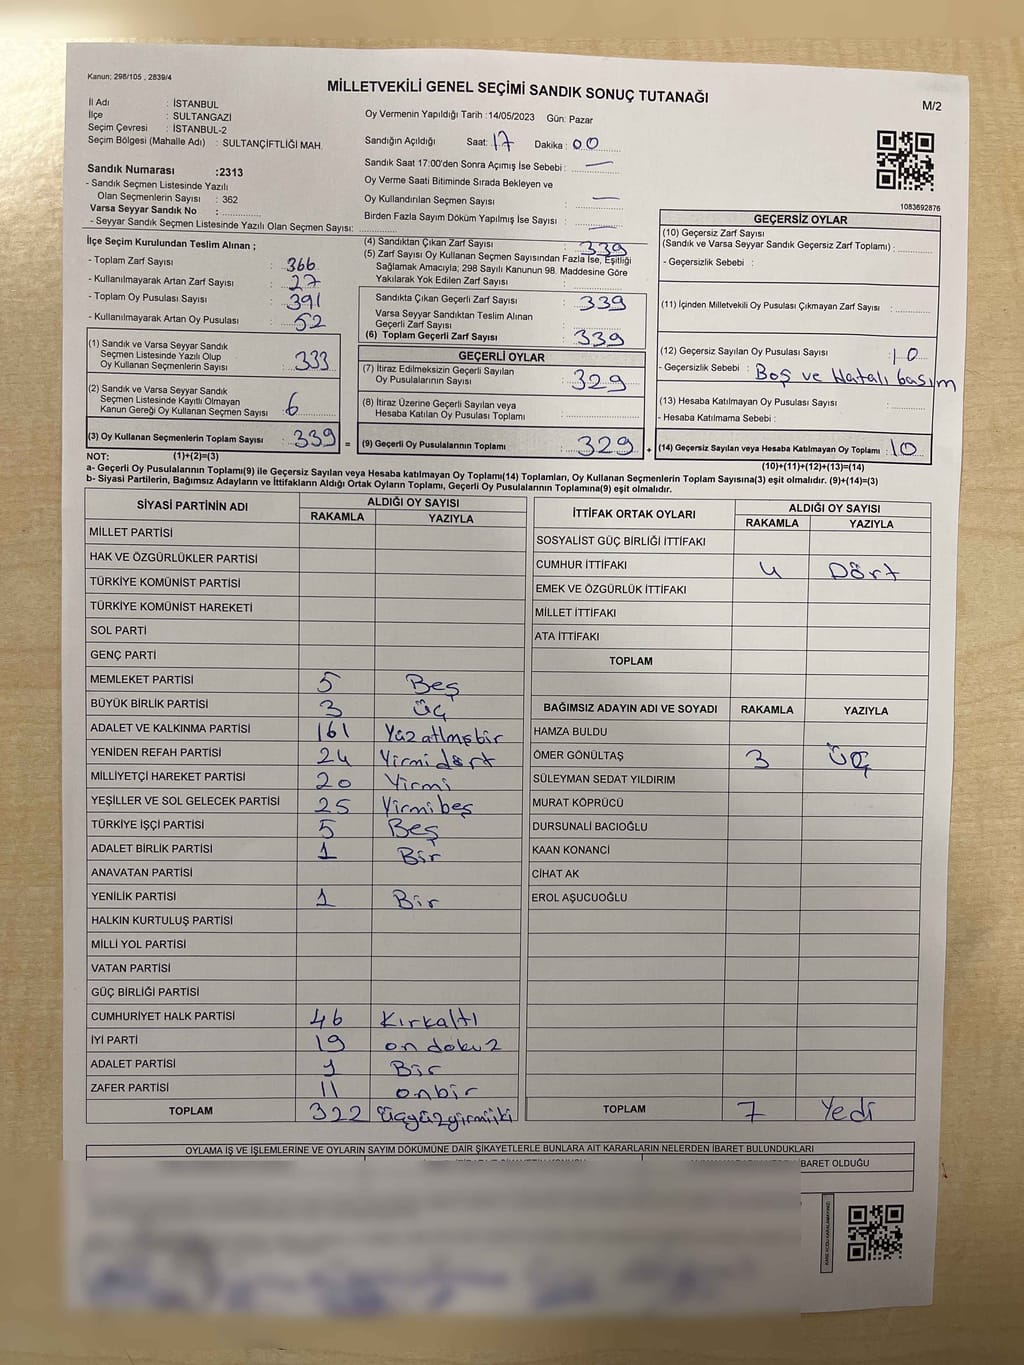 Kanun: 298/105 , 2839/4
MİLLETVEKİLİ GENEL SEÇİMİ SANDIK SONUÇ TUTANAĞI
M/2
İl Adı : İSTANBUL
İlçe : SULTANGAZI
Seçim Çevresi : İSTANBUL-2
Seçim Bölgesi (Mahalle Adı) : SULTANÇİFTLİĞİ MAH.
Sandık Numarası :2313
- Sandık Seçmen Listesinde Yazılı
Olan Seçmenlerin Sayısı : 362
Varsa Seyyar Sandık No :
- Seyyar Sandık Seçmen Listesinde Yazılı Olan Seçmen Sayısı:
Oy Vermenin Yapıldığı Tarih :14/05/2023 Gün: Pazar
Sandığın Açıldığı Saat: 17 Dakika : 00
Sandık Saat 17:00'den Sonra Açımış İse Sebebi : —
Oy Verme Saati Bitiminde Sırada Bekleyen ve
Oy Kullandırılan Seçmen Sayısı : —
Birden Fazla Sayım Döküm Yapılmış İse Sayısı :
1083692876
İlçe Seçim Kurulundan Teslim Alınan ;
- Toplam Zarf Sayısı : 366
- Kullanılmayarak Artan Zarf Sayısı : 27
- Toplam Oy Pusulası Sayısı : 391
- Kullanılmayarak Artan Oy Pusulası : 52
(1) Sandık ve Varsa Seyyar Sandık
Seçmen Listesinde Yazılı Olup
Oy Kullanan Seçmenlerin Sayısı : 333
(2) Sandık ve Varsa Seyyar Sandık
Seçmen Listesinde Kayıtlı Olmayan
Kanun Gereği Oy Kullanan Seçmen Sayısı : 6
(3) Oy Kullanan Seçmenlerin Toplam Sayısı : 339 =
(4) Sandıktan Çıkan Zarf Sayısı : 339
(5) Zarf Sayısı Oy Kullanan Seçmen Sayısından Fazla İse, Eşitliği
Sağlamak Amacıyla; 298 Sayılı Kanunun 98. Maddesine Göre
Yakılarak Yok Edilen Zarf Sayısı :
Sandıkta Çıkan Geçerli Zarf Sayısı : 339
Varsa Seyyar Sandıktan Teslim Alınan
Geçerli Zarf Sayısı :
(6) Toplam Geçerli Zarf Sayısı : 339
GEÇERLİ OYLAR
(7) İtiraz Edilmeksizin Geçerli Sayılan
Oy Pusulalarının Sayısı : 329
(8) İtiraz Üzerine Geçerli Sayılan veya
Hesaba Katılan Oy Pusulası Toplamı :
(9) Geçerli Oy Pusulalarının Toplamı : 329 +
GEÇERSİZ OYLAR
(10) Geçersiz Zarf Sayısı
(Sandık ve Varsa Seyyar Sandık Geçersiz Zarf Toplamı) :
- Geçersizlik Sebebi :
(11) İçinden Milletvekili Oy Pusulası Çıkmayan Zarf Sayısı :
(12) Geçersiz Sayılan Oy Pusulası Sayısı : 10
- Geçersizlik Sebebi : Boş ve Hatalı basım
(13) Hesaba Katılmayan Oy Pusulası Sayısı :
- Hesaba Katılmama Sebebi :
(14) Geçersiz Sayılan veya Hesaba Katılmayan Oy Toplamı : 10
NOT: (1)+(2)=(3)
(10)+(11)+(12)+(13)=(14)
a- Geçerli Oy Pusulalarının Toplamı(9) ile Geçersiz Sayılan veya Hesaba katılmayan Oy Toplamı(14) Toplamları, Oy Kullanan Seçmenlerin Toplam Sayısına(3) eşit olmalıdır. (9)+(14)=(3)
b- Siyasi Partilerin, Bağımsız Adayların ve İttifakların Aldığı Ortak Oyların Toplamı, Geçerli Oy Pusulalarının Toplamına(9) eşit olmalıdır.
SİYASİ PARTİNİN ADI ALDIĞI OY SAYISI
RAKAMLA YAZIYLA
MİLLET PARTİSİ
HAK VE ÖZGÜRLÜKLER PARTİSİ
TÜRKİYE KOMÜNİST PARTİSİ
TÜRKİYE KOMÜNİST HAREKETİ
SOL PARTİ
GENÇ PARTİ
MEMLEKET PARTİSİ 5 Beş
BÜYÜK BİRLİK PARTİSİ 3 üç
ADALET VE KALKINMA PARTİSİ 161 Yüzatlmşbir
YENİDEN REFAH PARTİSİ 24 Yirmidört
MİLLİYETÇİ HAREKET PARTİSİ 20 Yirmi
YEŞİLLER VE SOL GELECEK PARTİSİ 25 Yirmibeş
TÜRKİYE İŞÇİ PARTİSİ 5 Beş
ADALET BİRLİK PARTİSİ 1 Bir
ANAVATAN PARTİSİ
YENİLİK PARTİSİ 1 Bir
HALKIN KURTULUŞ PARTİSİ
MİLLİ YOL PARTİSİ
VATAN PARTİSİ
GÜÇ BİRLİĞİ PARTİSİ
CUMHURİYET HALK PARTİSİ 46 Kırkaltı
İYİ PARTİ 19 on dokuz
ADALET PARTİSİ 1 Bir
ZAFER PARTİSİ 11 onbir
TOPLAM 322 üçyüzyirmiiki
İTTİFAK ORTAK OYLARI ALDIĞI OY SAYISI
RAKAMLA YAZIYLA
SOSYALİST GÜÇ BİRLİĞİ İTTİFAKI
CUMHUR İTTİFAKI 4 Dört
EMEK VE ÖZGÜRLÜK İTTİFAKI
MİLLET İTTİFAKI
ATA İTTİFAKI
TOPLAM
BAĞIMSIZ ADAYIN ADI VE SOYADI RAKAMLA YAZIYLA
HAMZA BULDU
ÖMER GÖNÜLTAŞ 3 üç
SÜLEYMAN SEDAT YILDIRIM
MURAT KÖPRÜCÜ
DURSUNALİ BACIOĞLU
KAAN KONANCİ
CİHAT AK
EROL AŞUCUOĞLU
TOPLAM 7 Yedi
OYLAMA İŞ VE İŞLEMLERİNE VE OYLARIN SAYIM DÖKÜMÜNE DAİR ŞİKAYETLERLE BUNLARA AİT KARARLARIN NELERDEN İBARET BULUNDUKLARI
BARET OLDUĞU